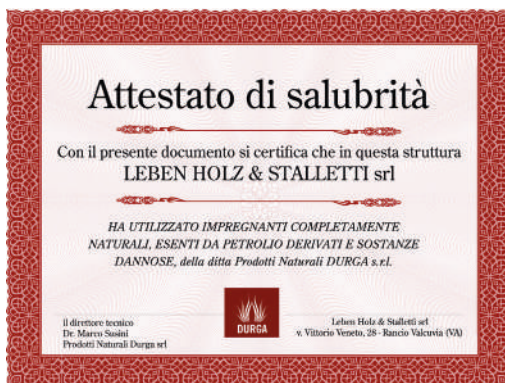 Attestato di salubrità
Con il presente documento si certifica che in questa struttura
LEBEN HOLZ & STALLETTI srl
HA UTILIZZATO IMPREGNANTI COMPLETAMENTE
NATURALI, ESENTI DA PETROLIO DERIVATI E SOSTANZE
DANNOSE, della ditta Prodotti Naturali DURGA s.r.l.
il direttore tecnico
Dr. Marco Susini
Prodotti Naturali Durga srl
DURGA
Leben Holz & Stalletti srl
v. Vittorio Veneto, 28 - Rancio Valcuvia (VA)